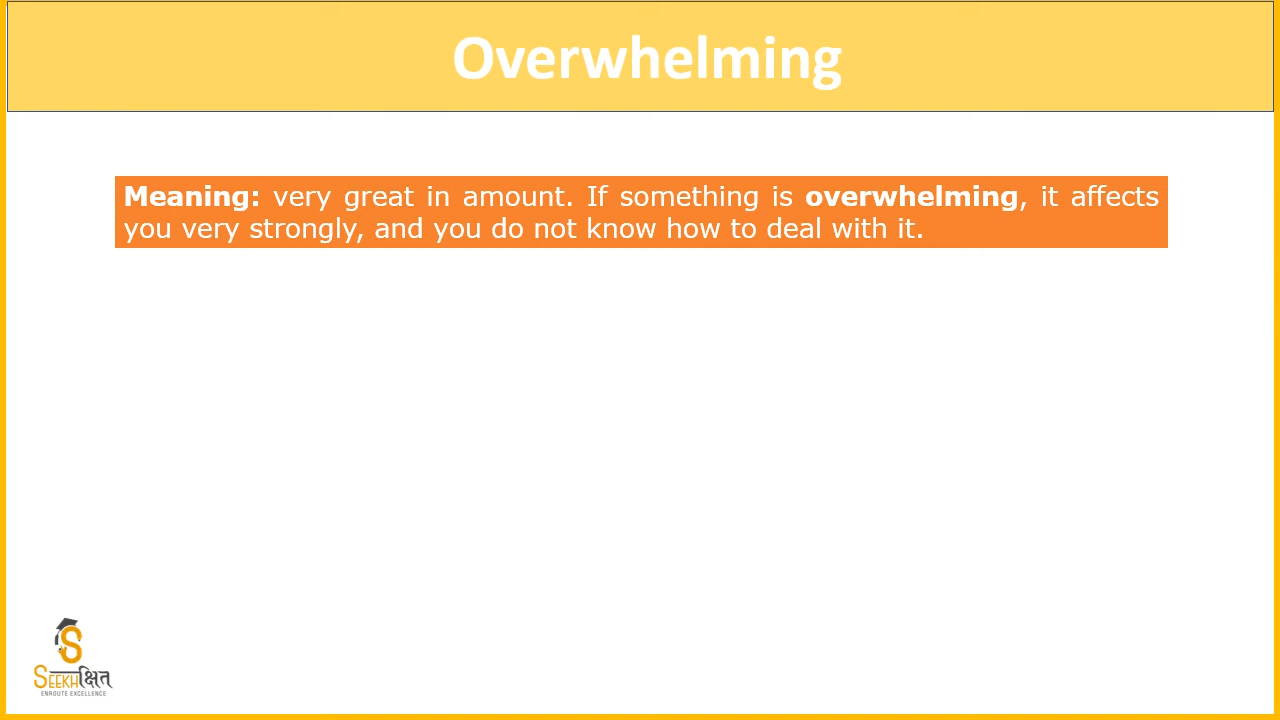 Overwhelming
Meaning: very great in amount. If something is overwhelming, it affects
you very strongly, and you do not know how to deal with it.
SEEKHक्षित
ENROUTE EXCELLENCE